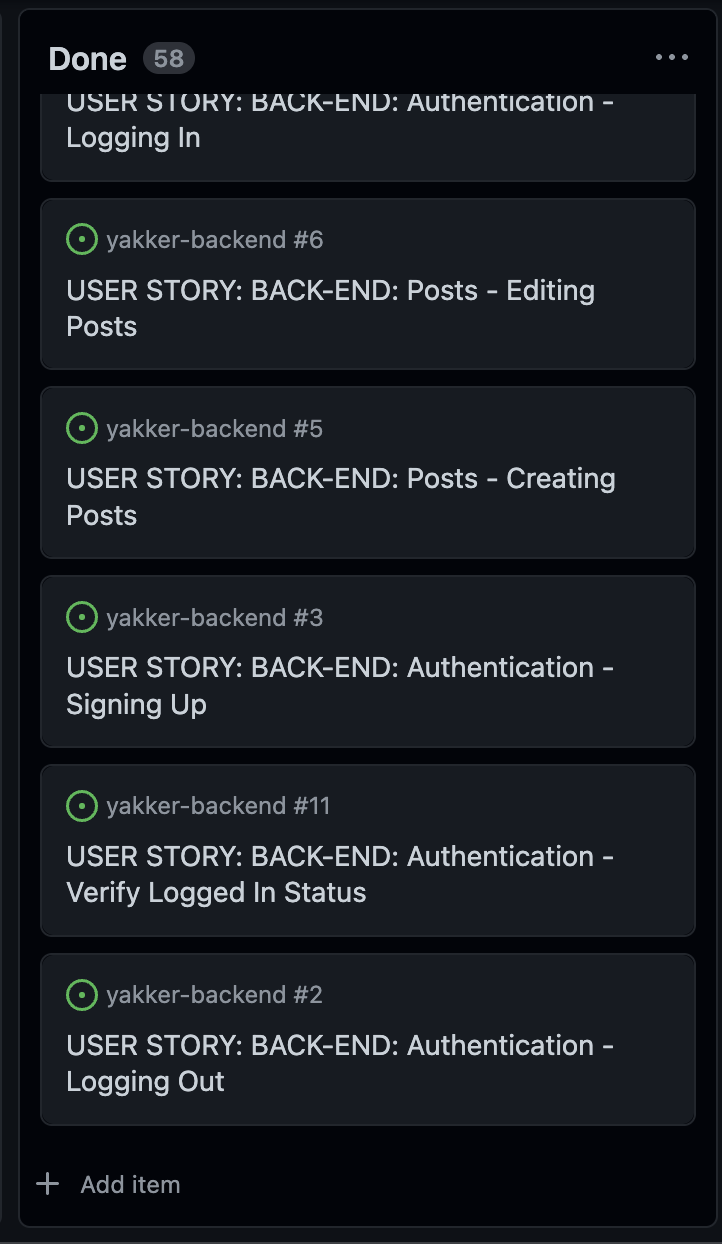 Done 58
USER STORY: BACK-END: Authentication -
Logging In
yakker-backend #6
USER STORY: BACK-END: Posts - Editing
Posts
yakker-backend #5
USER STORY: BACK-END: Posts - Creating
Posts
yakker-backend #3
USER STORY: BACK-END: Authentication -
Signing Up
yakker-backend #11
USER STORY: BACK-END: Authentication -
Verify Logged In Status
yakker-backend #2
USER STORY: BACK-END: Authentication -
Logging Out
Add item